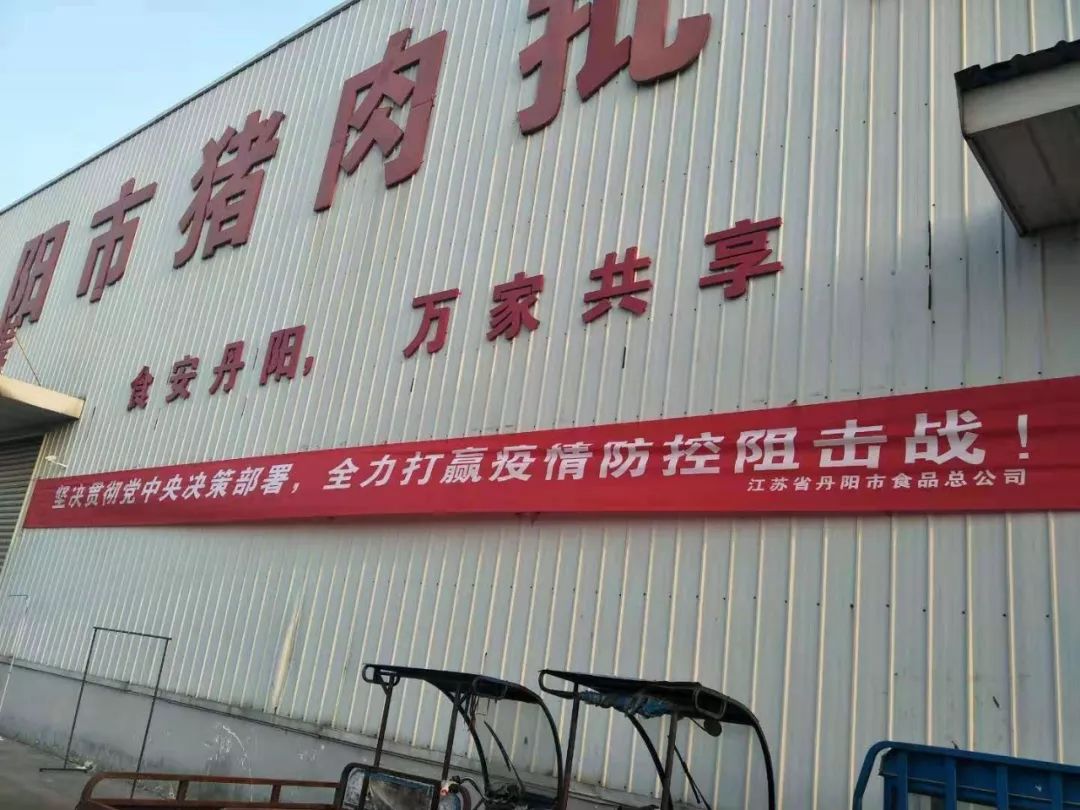 阳市猪肉批
食安丹阳， 万家共享
坚决贯彻党中央决策部署，全力打赢疫情防控阻击战！
江苏省丹阳市食品总公司